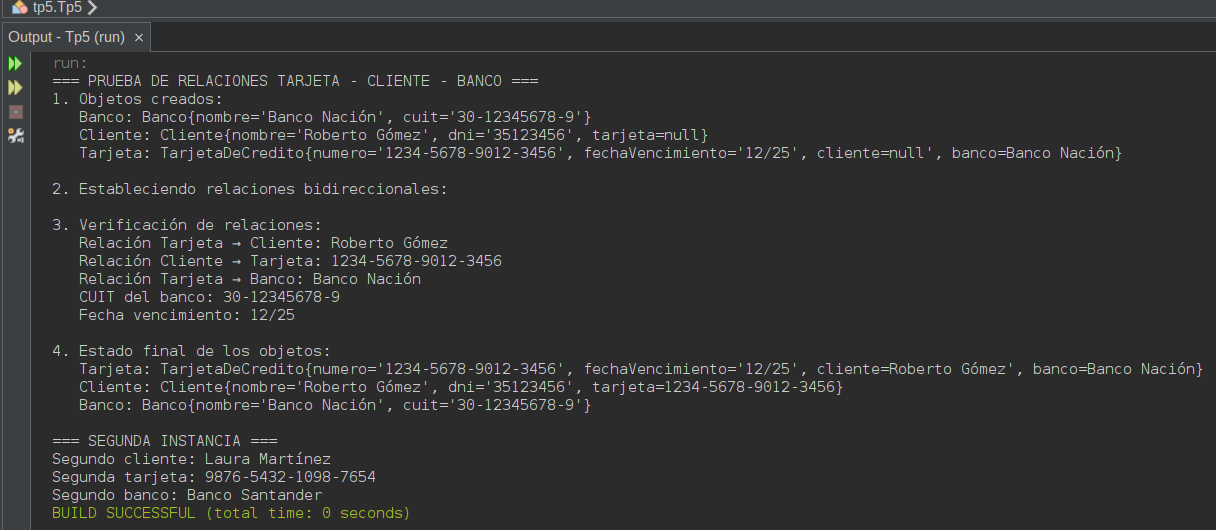 tp5.Tp5
Output - Tp5 (run) ×
run:
=== PRUEBA DE RELACIONES TARJETA - CLIENTE - BANCO ===
1. Objetos creados:
   Banco: Banco{nombre='Banco Nación', cuit='30-12345678-9'}
   Cliente: Cliente{nombre='Roberto Gómez', dni='35123456', tarjeta=null}
   Tarjeta: TarjetaDeCredito{numero='1234-5678-9012-3456', fechaVencimiento='12/25', cliente=null', banco=Banco Nación}

2. Estableciendo relaciones bidireccionales:

3. Verificación de relaciones:
   Relación Tarjeta → Cliente: Roberto Gómez
   Relación Cliente → Tarjeta: 1234-5678-9012-3456
   Relación Tarjeta → Banco: Banco Nación
   CUIT del banco: 30-12345678-9
   Fecha vencimiento: 12/25

4. Estado final de los objetos:
   Tarjeta: TarjetaDeCredito{numero='1234-5678-9012-3456', fechaVencimiento='12/25', cliente=Roberto Gómez', banco=Banco Nación}
   Cliente: Cliente{nombre='Roberto Gómez', dni='35123456', tarjeta=1234-5678-9012-3456}
   Banco: Banco{nombre='Banco Nación', cuit='30-12345678-9'}

=== SEGUNDA INSTANCIA ===
Segundo cliente: Laura Martínez
Segunda tarjeta: 9876-5432-1098-7654
Segundo banco: Banco Santander
BUILD SUCCESSFUL (total time: 0 seconds)